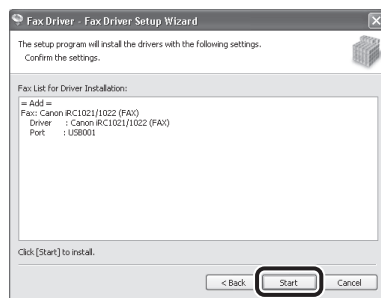 Fax Driver - Fax Driver Setup Wizard
The setup program will install the drivers with the following settings.
Confirm the settings.
Fax List for Driver Installation:
= Add =
Fax: Canon iRC1021/1022 (FAX)
Driver : Canon iRC1021/1022 (FAX)
Port : USB001
Click [Start] to install.
< Back Start Cancel